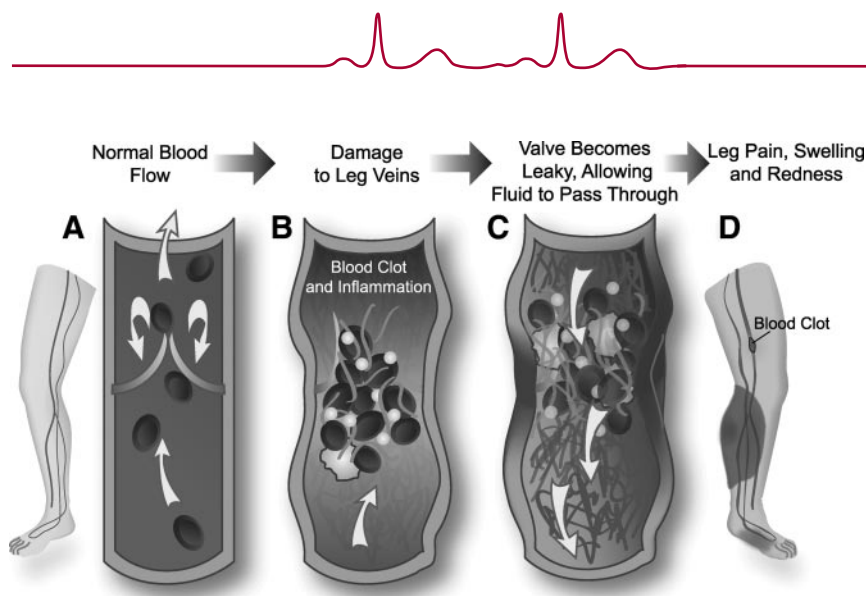 Normal Blood
Flow
Damage
to Leg Veins
Valve Becomes
Leaky, Allowing
Fluid to Pass Through
Leg Pain, Swelling
and Redness
A
B
C
D
Blood Clot
and Inflammation
Blood Clot